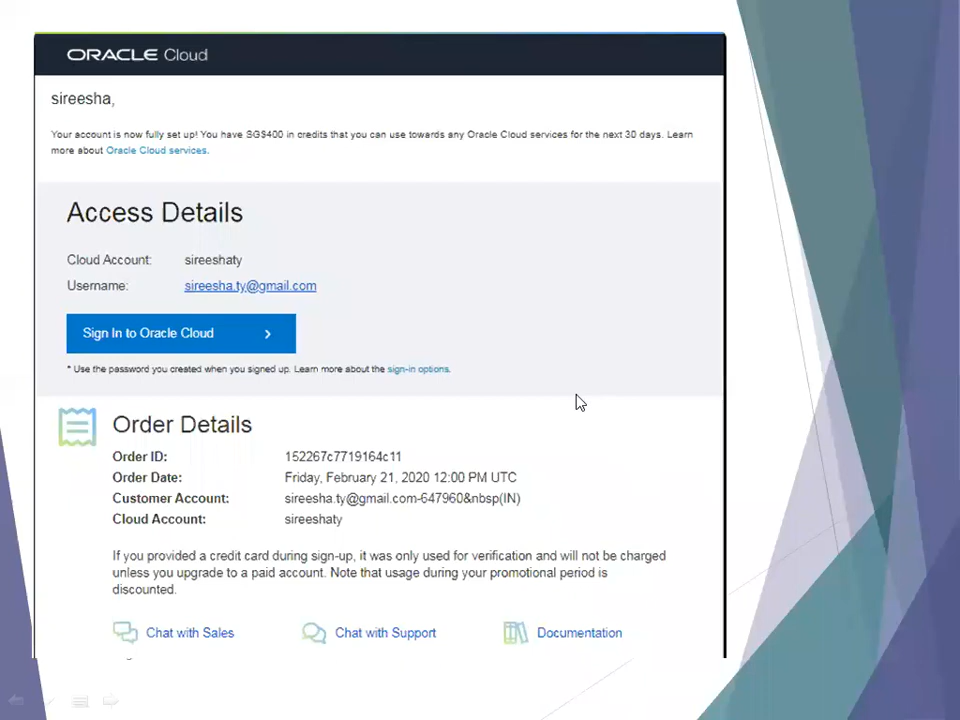 ORACLE Cloud
sireesha,
Your account is now fully set up! You have SG$400 in credits that you can use towards any Oracle Cloud services for the next 30 days. Learn
more about Oracle Cloud services.
Access Details
Cloud Account: sireeshaty
Username: sireesha.ty@gmail.com
Sign In to Oracle Cloud >
* Use the password you created when you signed up. Learn more about the sign-in options.
Order Details
Order ID: 152267c7719164c11
Order Date: Friday, February 21, 2020 12:00 PM UTC
Customer Account: sireesha.ty@gmail.com-647960&nbsp(IN)
Cloud Account: sireeshaty
If you provided a credit card during sign-up, it was only used for verification and will not be charged
unless you upgrade to a paid account. Note that usage during your promotional period is
discounted.
Chat with Sales Chat with Support Documentation